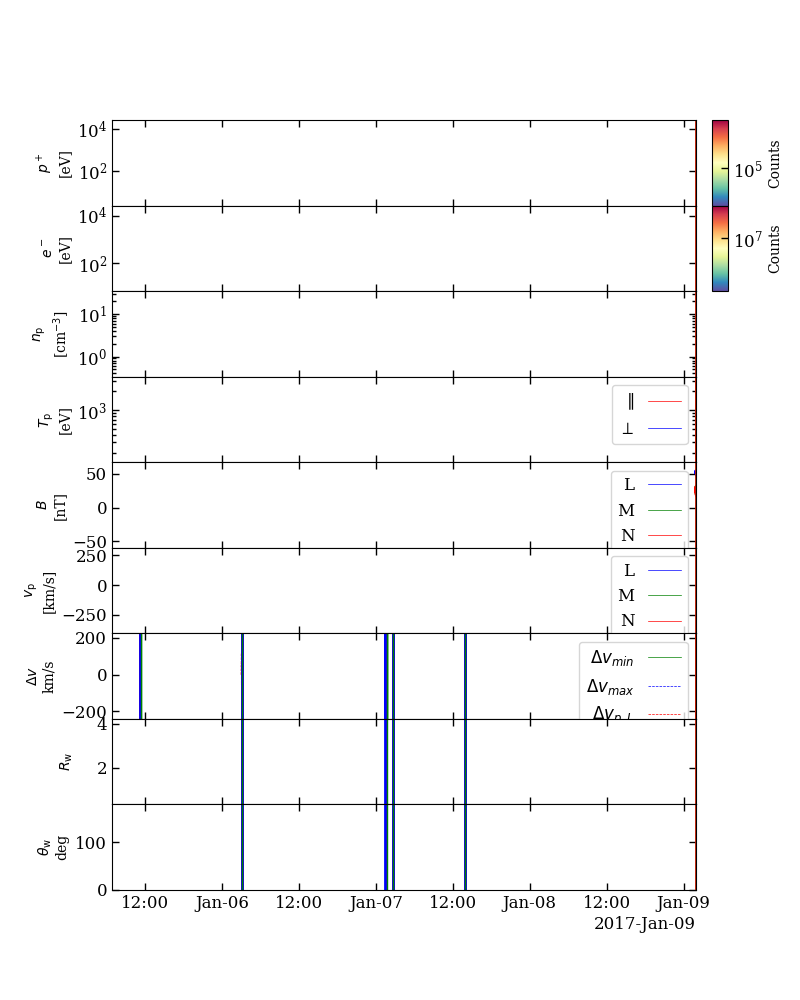 10^4
10^2
p^+
[eV]
10^5
Counts
10^4
10^2
e^-
[eV]
10^7
Counts
10^1
10^0
n_p
[cm^−3]
10^3
T_p
[eV]
∥
⊥
50
0
−50
B
[nT]
L
M
N
250
0
−250
v_p
[km/s]
L
M
N
200
0
−200
Δv
km/s
Δv_min
Δv_max
Δv_p,L
4
2
R_w
100
0
θ_w
deg
12:00 Jan-06 12:00 Jan-07 12:00 Jan-08 12:00 Jan-09
2017-Jan-09